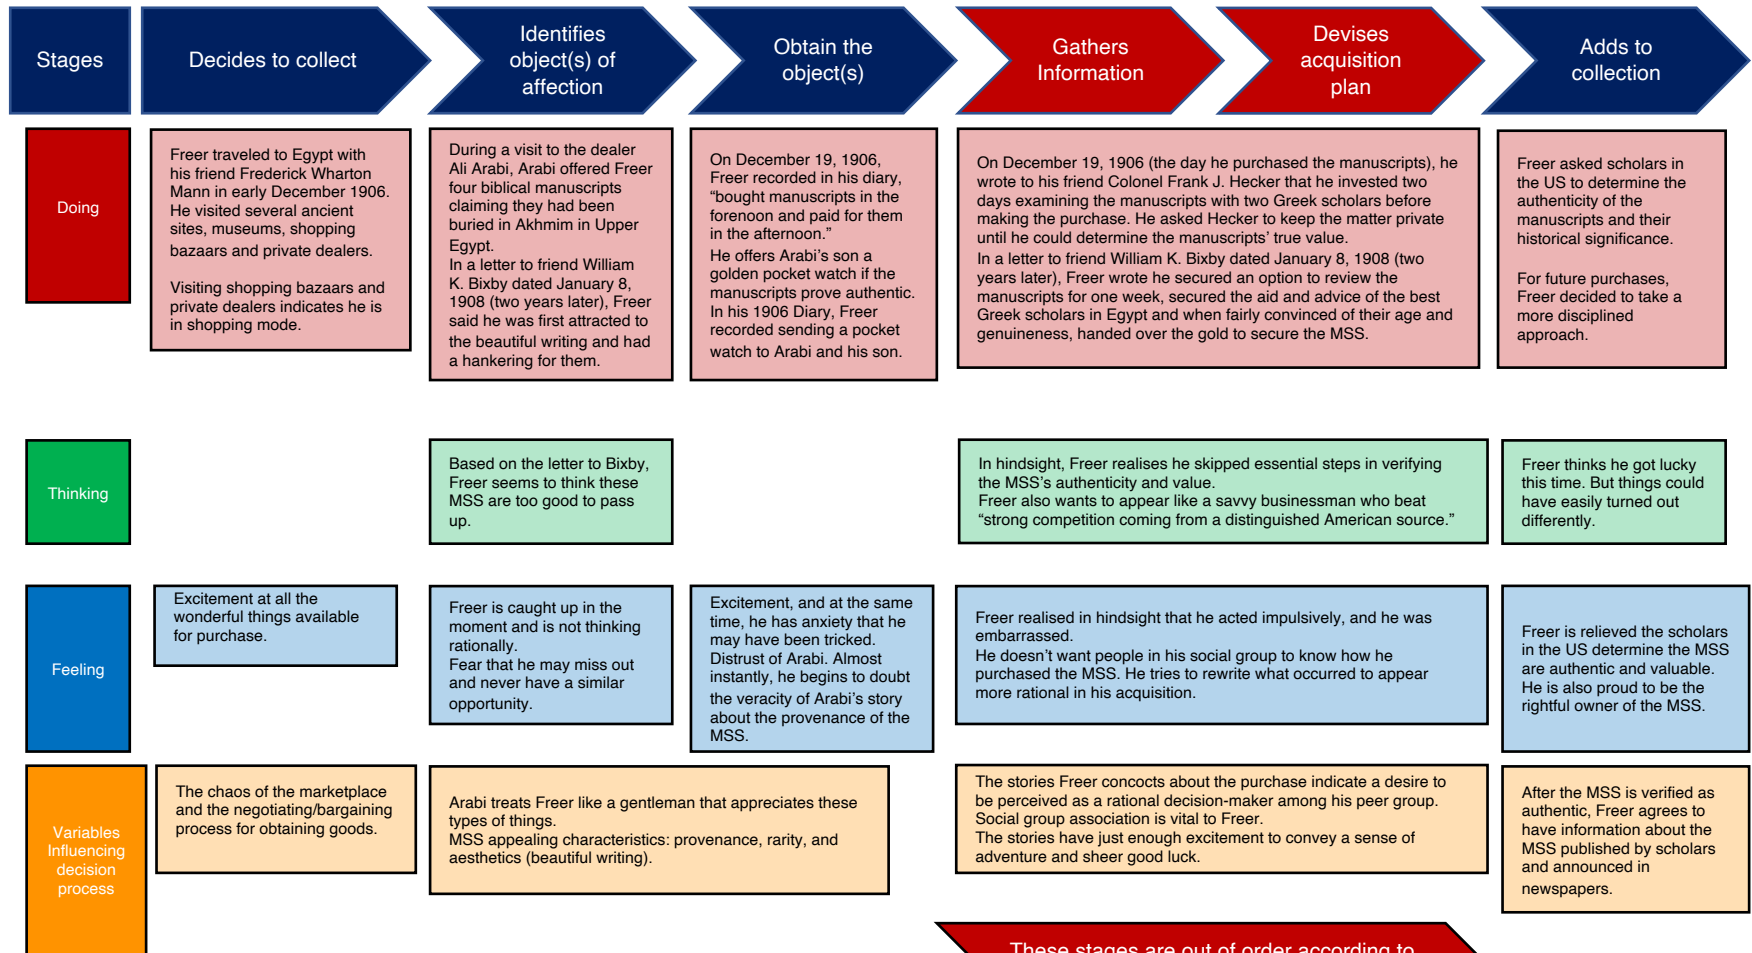 Stages
Decides to collect
Identifies
object(s) of
affection
Obtain the
object(s)
Gathers
Information
Devises
acquisition
plan
Adds to
collection
Doing
Freer traveled to Egypt with
his friend Frederick Wharton
Mann in early December 1906.
He visited several ancient
sites, museums, shopping
bazaars and private dealers.
Visiting shopping bazaars and
private dealers indicates he is
in shopping mode.
During a visit to the dealer
Ali Arabi, Arabi offered Freer
four biblical manuscripts
claiming they had been
buried in Akhmim in Upper
Egypt.
In a letter to friend William
K. Bixby dated January 8,
1908 (two years later), Freer
said he was first attracted to
the beautiful writing and had
a hankering for them.
On December 19, 1906,
Freer recorded in his diary,
“bought manuscripts in the
forenoon and paid for them
in the afternoon.”
He offers Arabi’s son a
golden pocket watch if the
manuscripts prove authentic.
In his 1906 Diary, Freer
recorded sending a pocket
watch to Arabi and his son.
On December 19, 1906 (the day he purchased the manuscripts), he
wrote to his friend Colonel Frank J. Hecker that he invested two
days examining the manuscripts with two Greek scholars before
making the purchase. He asked Hecker to keep the matter private
until he could determine the manuscripts’ true value.
In a letter to friend William K. Bixby dated January 8, 1908 (two
years later), Freer wrote he secured an option to review the
manuscripts for one week, secured the aid and advice of the best
Greek scholars in Egypt and when fairly convinced of their age and
genuineness, handed over the gold to secure the MSS.
Freer asked scholars in
the US to determine the
authenticity of the
manuscripts and their
historical significance.
For future purchases,
Freer decided to take a
more disciplined
approach.
Thinking
Based on the letter to Bixby,
Freer seems to think these
MSS are too good to pass
up.
In hindsight, Freer realises he skipped essential steps in verifying
the MSS’s authenticity and value.
Freer also wants to appear like a savvy businessman who beat
“strong competition coming from a distinguished American source.”
Freer thinks he got lucky
this time. But things could
have easily turned out
differently.
Feeling
Excitement at all the
wonderful things available
for purchase.
Freer is caught up in the
moment and is not thinking
rationally.
Fear that he may miss out
and never have a similar
opportunity.
Excitement, and at the same
time, he has anxiety that he
may have been tricked.
Distrust of Arabi. Almost
instantly, he begins to doubt
the veracity of Arabi’s story
about the provenance of the
MSS.
Freer realised in hindsight that he acted impulsively, and he was
embarrassed.
He doesn’t want people in his social group to know how he
purchased the MSS. He tries to rewrite what occurred to appear
more rational in his acquisition.
Freer is relieved the scholars
in the US determine the MSS
are authentic and valuable.
He is also proud to be the
rightful owner of the MSS.
Variables
Influencing
decision
process
The chaos of the marketplace
and the negotiating/bargaining
process for obtaining goods.
Arabi treats Freer like a gentleman that appreciates these
types of things.
MSS appealing characteristics: provenance, rarity, and
aesthetics (beautiful writing).
The stories Freer concocts about the purchase indicate a desire to
be perceived as a rational decision-maker among his peer group.
Social group association is vital to Freer.
The stories have just enough excitement to convey a sense of
adventure and sheer good luck.
After the MSS is verified as
authentic, Freer agrees to
have information about the
MSS published by scholars
and announced in
newspapers.
These stages are out of order according to